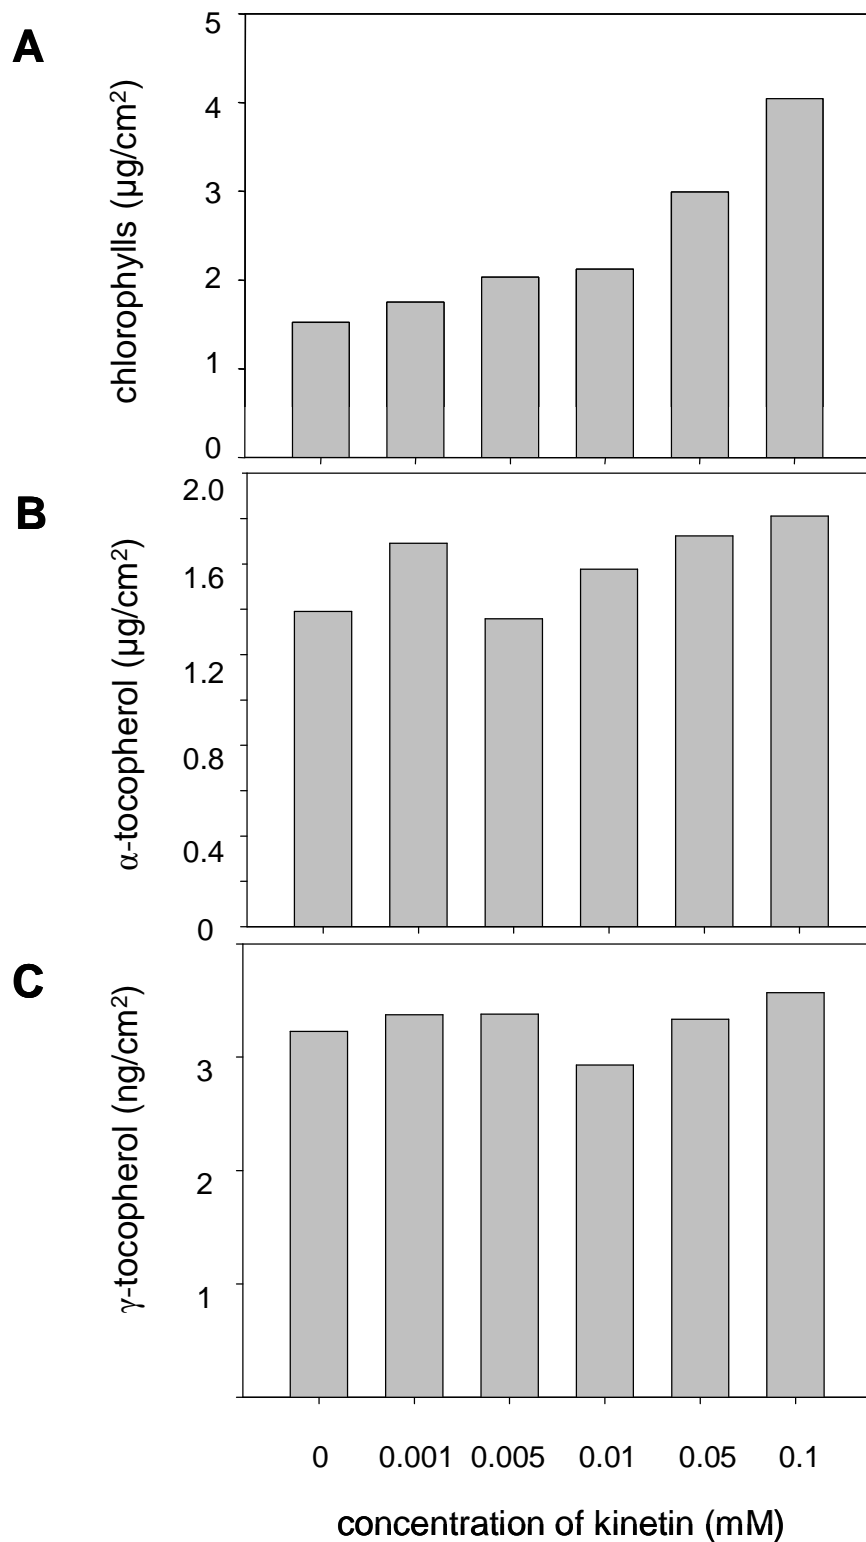 A
chlorophylls (µg/cm²)
5
4
3
2
1
0
B
α-tocopherol (µg/cm²)
2.0
1.6
1.2
0.8
0.4
0
C
γ-tocopherol (ng/cm²)
3
2
1
0 0.001 0.005 0.01 0.05 0.1
concentration of kinetin (mM)